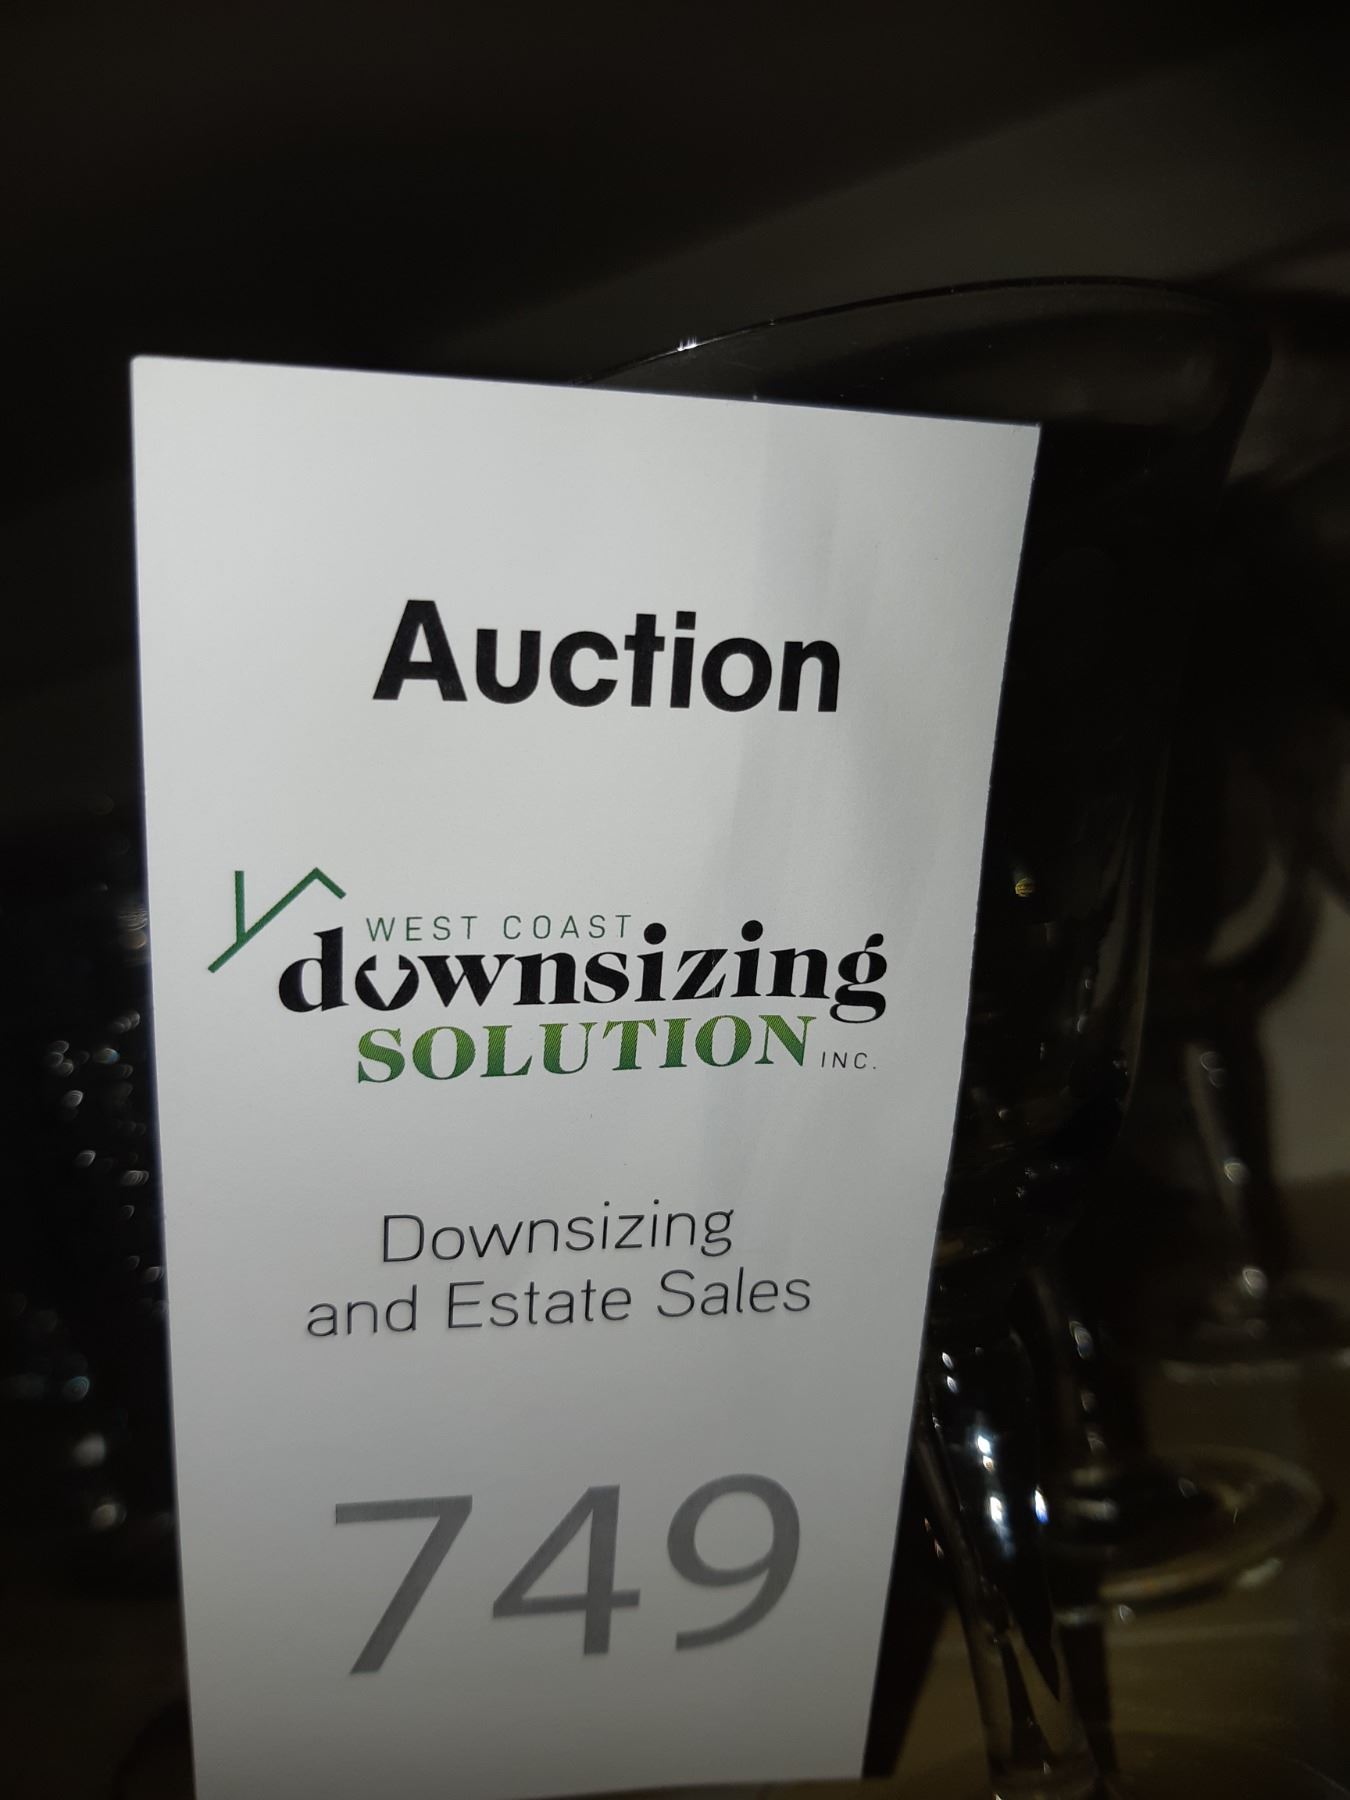 Auction
WEST COAST
downsizing
SOLUTION INC.
Downsizing
and Estate Sales
749